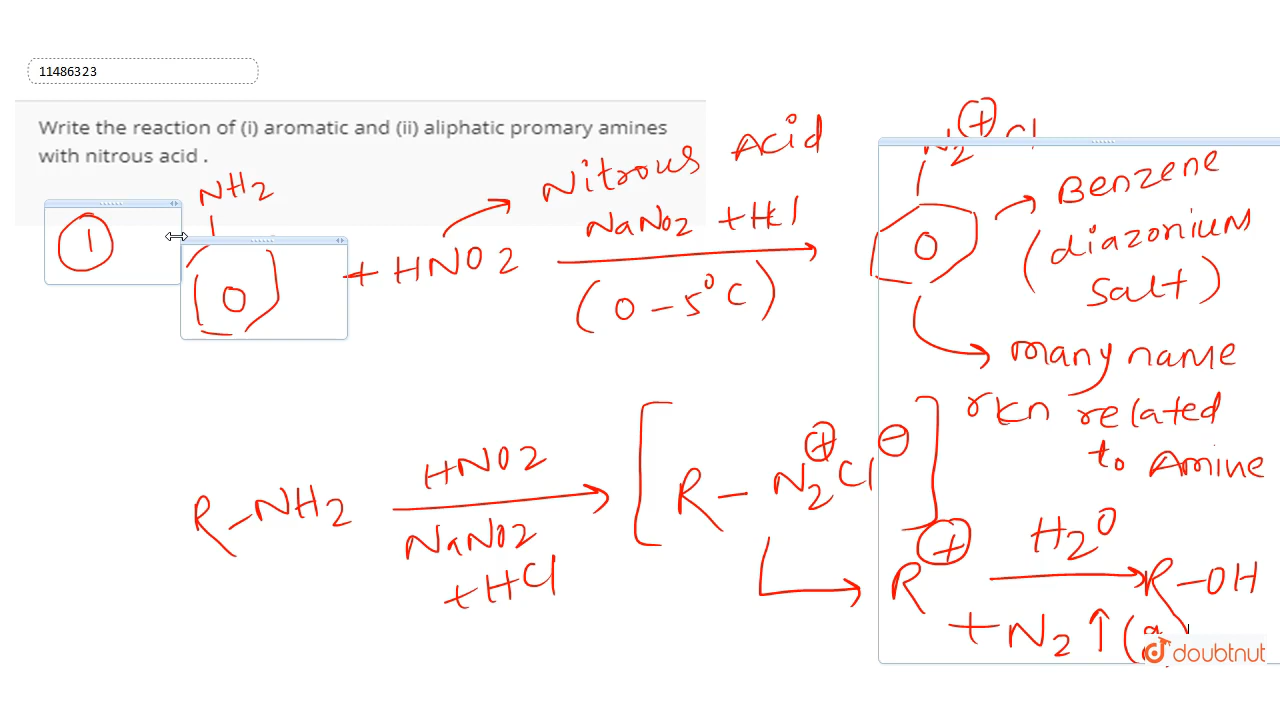 11486323
Write the reaction of (i) aromatic and (ii) aliphatic promary amines
with nitrous acid .
1
NH2
+ HNO2
Nitrous Acid
NaNO2 + HCl
(0 - 5°C)
N2 + Cl
Benzene
(diazonium
salt)
many name
rxn related
to Amine
R-NH2
HNO2
NaNO2
+HCl
[R - N2 + Cl -]
R +
H2O
R-OH
+ N2 ↑ (
doubtnut